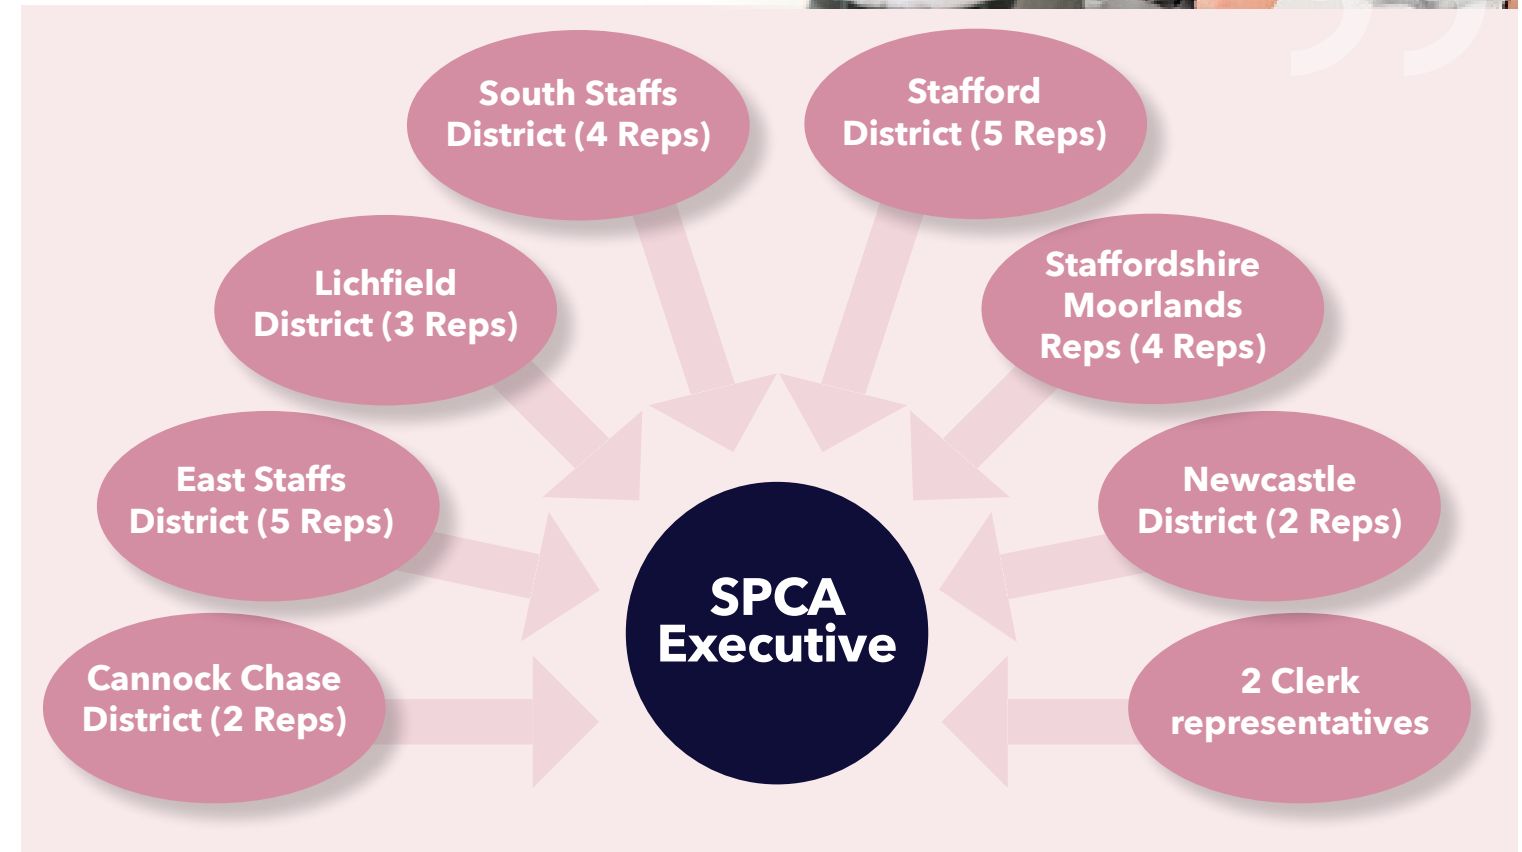 South Staffs
District (4 Reps)
Stafford
District (5 Reps)
Lichfield
District (3 Reps)
Staffordshire
Moorlands
Reps (4 Reps)
East Staffs
District (5 Reps)
Newcastle
District (2 Reps)
SPCA
Executive
Cannock Chase
District (2 Reps)
2 Clerk
representatives